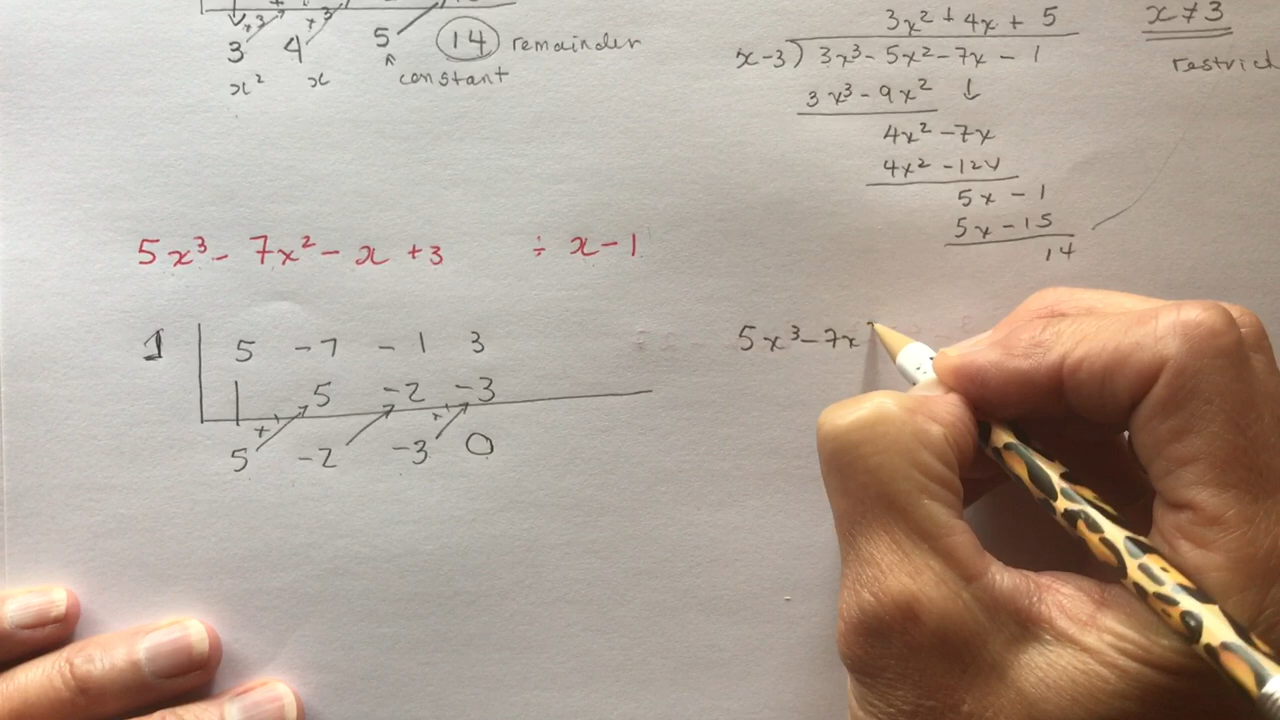 ×3 ×3
3 4 5 14 remainder
x² x constant
3x² + 4x + 5
x-3) 3x³ - 5x² - 7x - 1
3x³ - 9x² ↓
4x² - 7x
4x² - 12x
5x - 1
5x - 15
14
x ≠ 3
5x³ - 7x² - x + 3 ÷ x - 1
1 5 -7 -1 3
5 -2 -3
5 -2 -3 0
5x³ - 7x